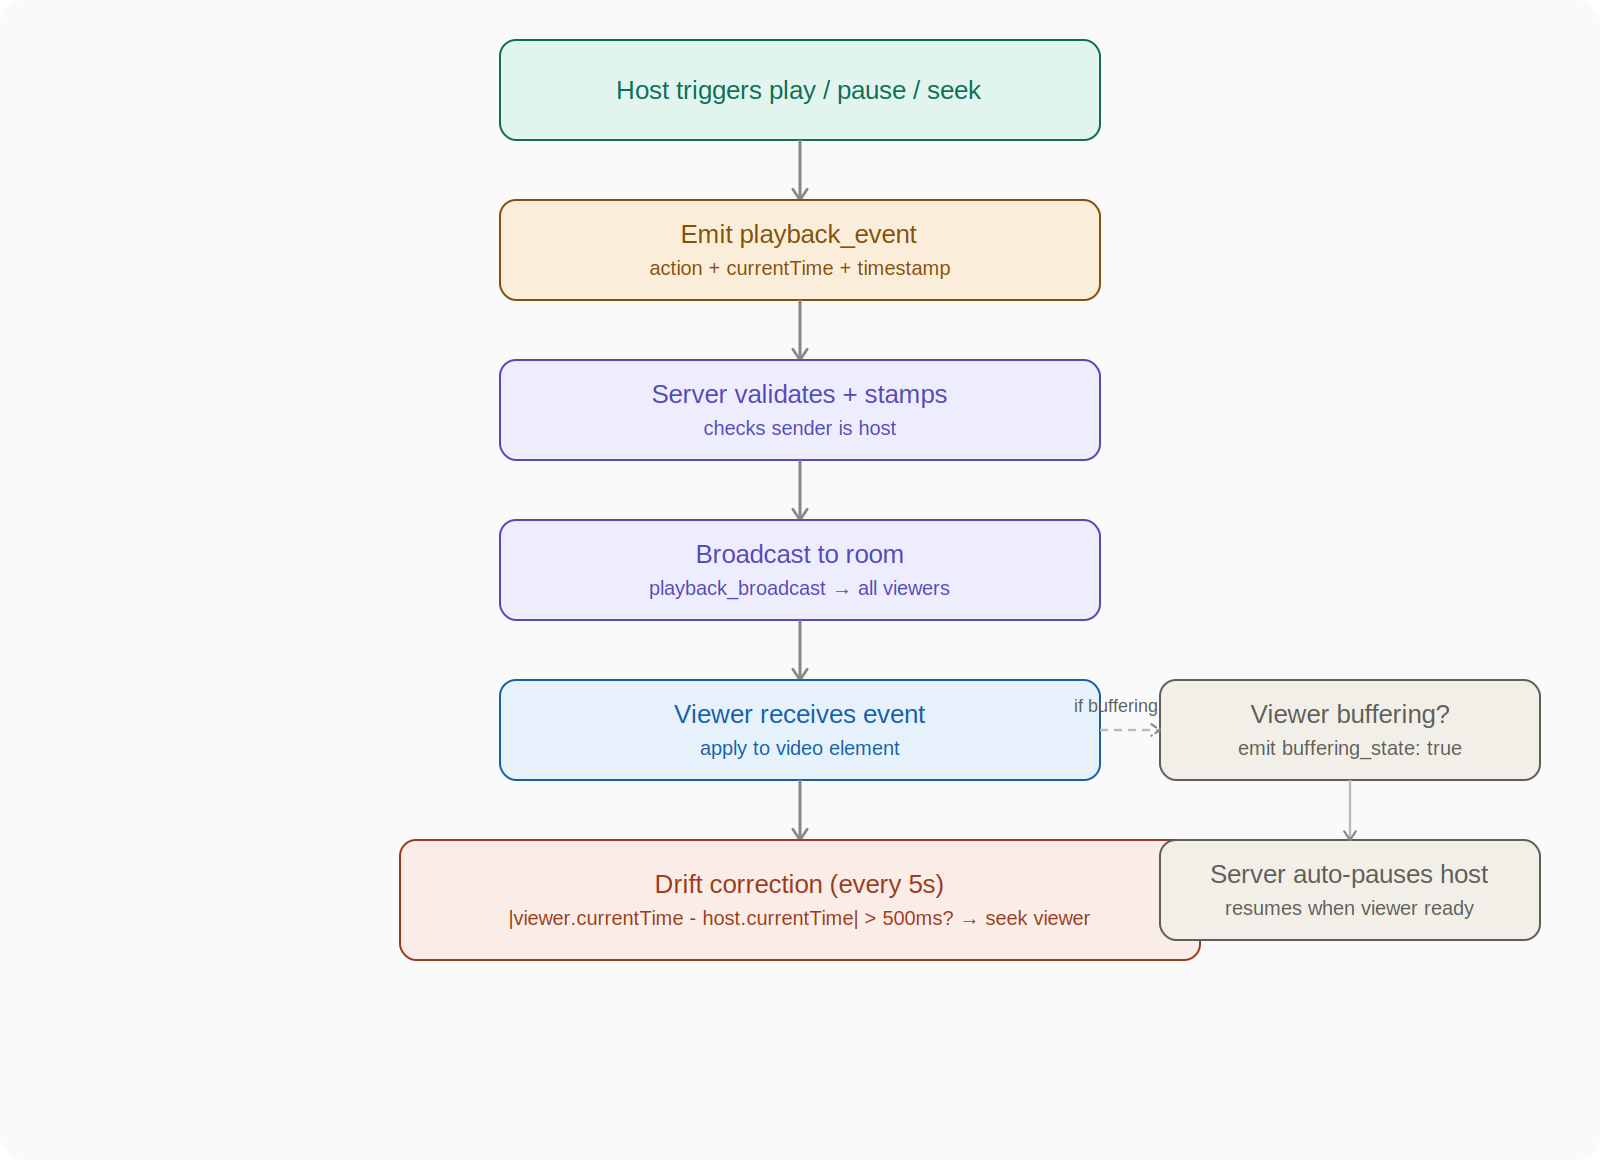 Host triggers play / pause / seek
Emit playback_event
action + currentTime + timestamp
Server validates + stamps
checks sender is host
Broadcast to room
playback_broadcast → all viewers
Viewer receives event
apply to video element
if buffering
Viewer buffering?
emit buffering_state: true
Drift correction (every 5s)
|viewer.currentTime - host.currentTime| > 500ms? → seek viewer
Server auto-pauses host
resumes when viewer ready